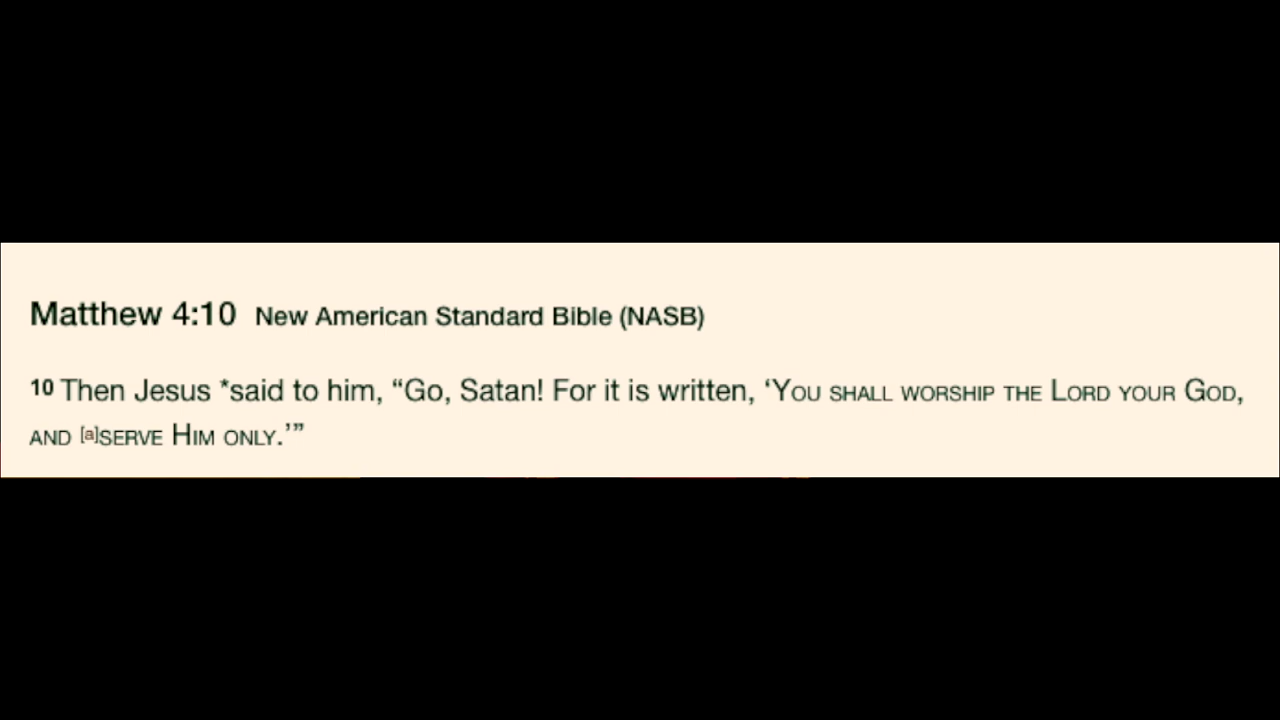 Matthew 4:10 New American Standard Bible (NASB)
10 Then Jesus *said to him, “Go, Satan! For it is written, ‘You shall worship the Lord your God,
and [a]serve Him only.’”